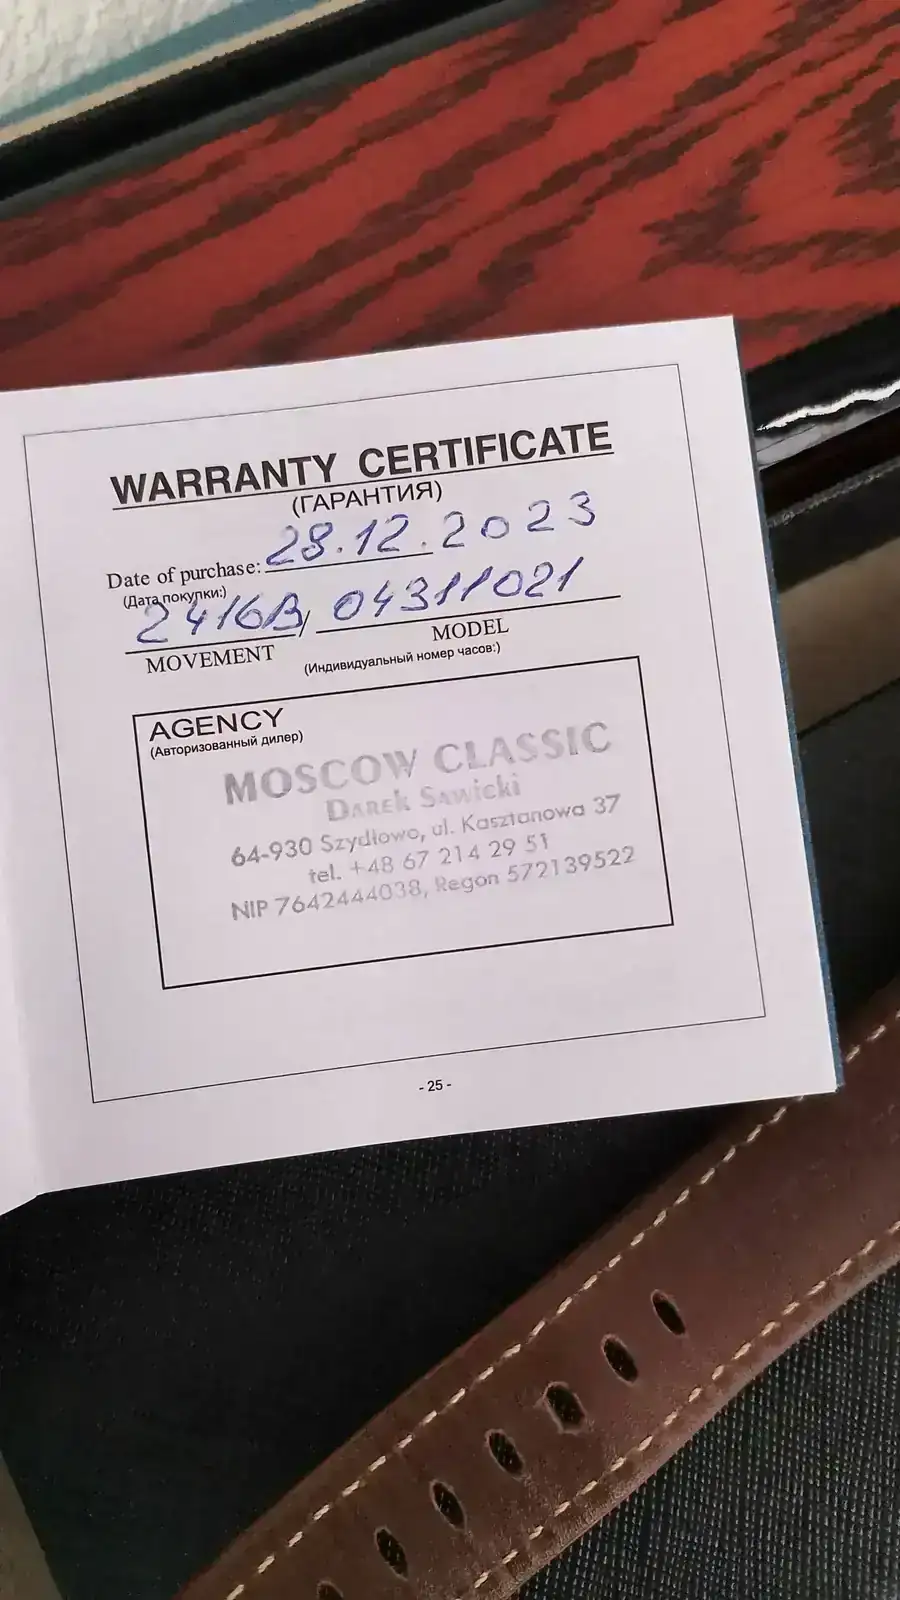 WARRANTY CERTIFICATE
(ГАРАНТИЯ)
Date of purchase: 28.12.2023
(Дата покупки:)
2416B / 04311021
MOVEMENT MODEL
(Индивидуальный номер часов:)
AGENCY
(Авторизованный дилер)
MOSCOW CLASSIC
Darek Sawicki
64-930 Szydłowo, ul. Kasztanowa 37
tel. +48 67 214 29 51
NIP 7642444038, Regon 572139522
- 25 -